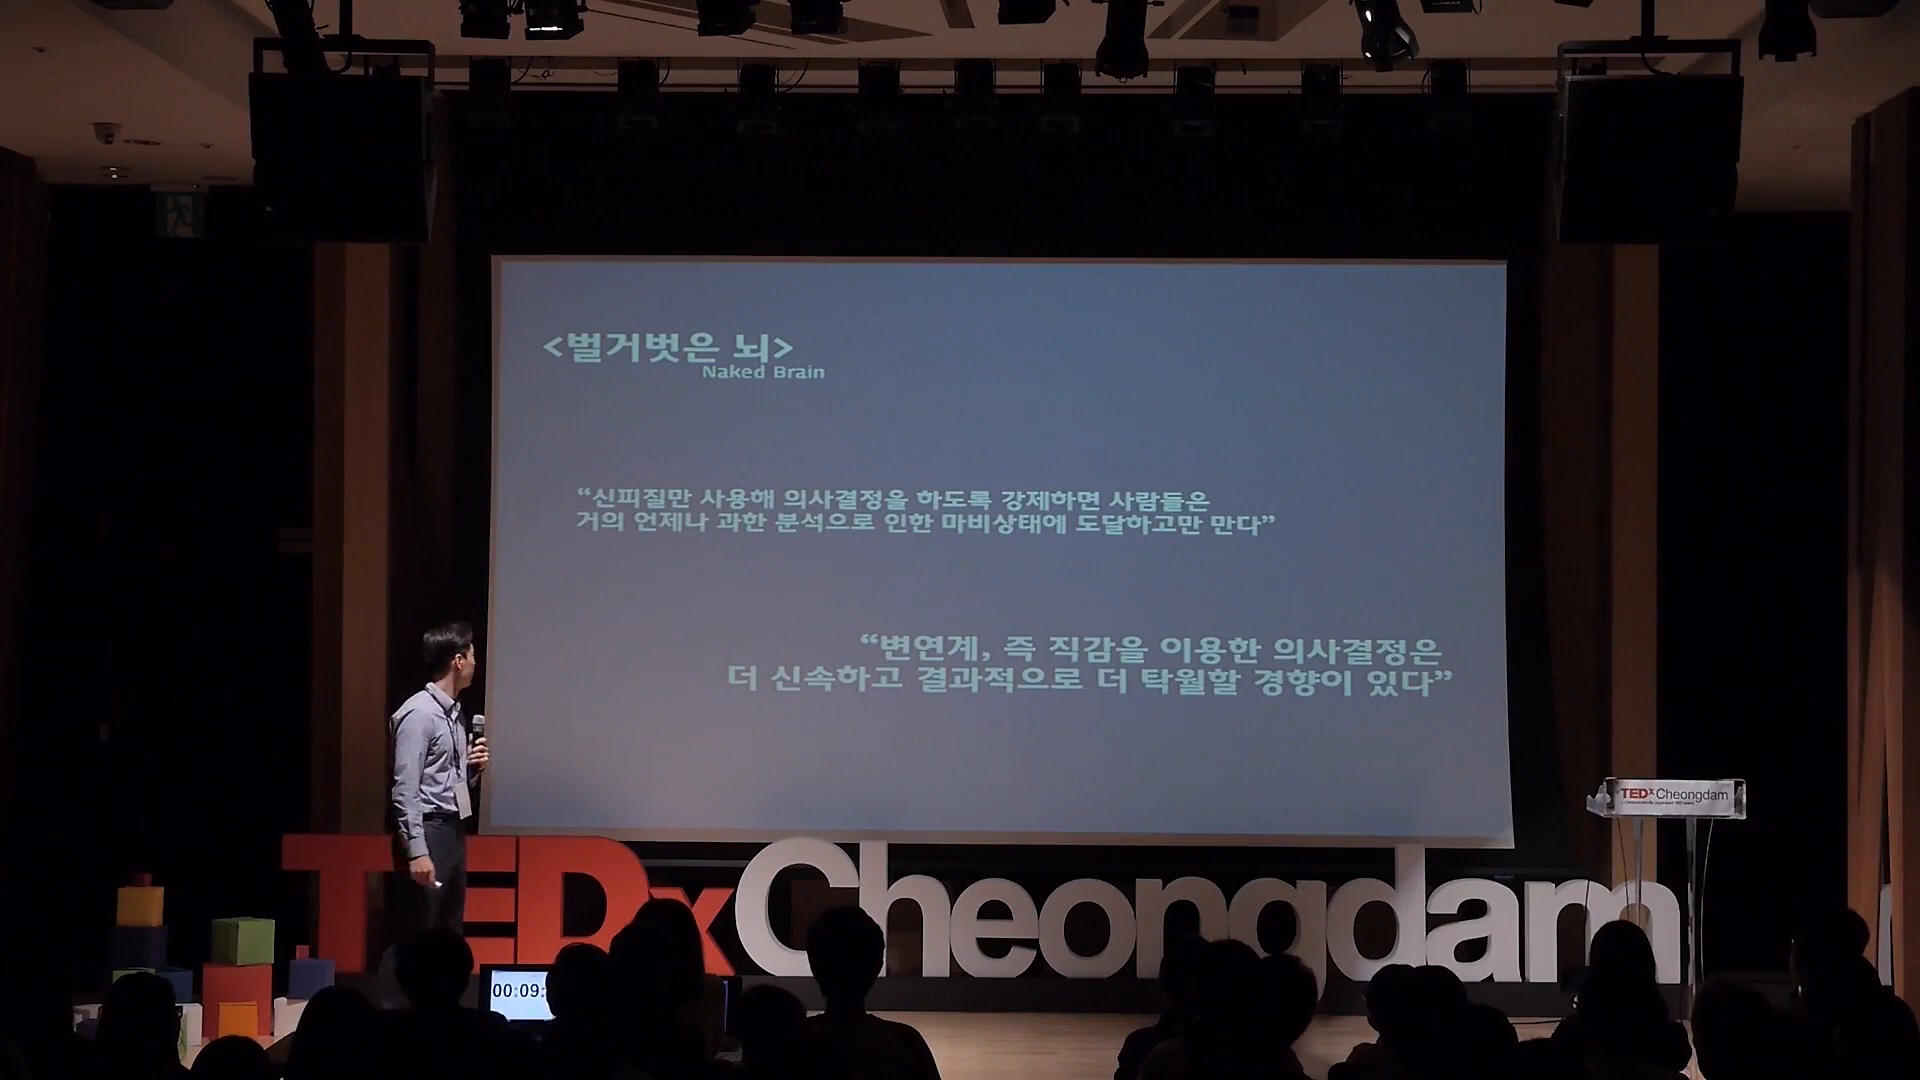 <벌거벗은 뇌>
Naked Brain
“신피질만 사용해 의사결정을 하도록 강제하면 사람들은
거의 언제나 과한 분석으로 인한 마비상태에 도달하고만 만다”
“변연계, 즉 직감을 이용한 의사결정은
더 신속하고 결과적으로 더 탁월할 경향이 있다”
TEDx Cheongdam
TEDxCheongdam
00:09